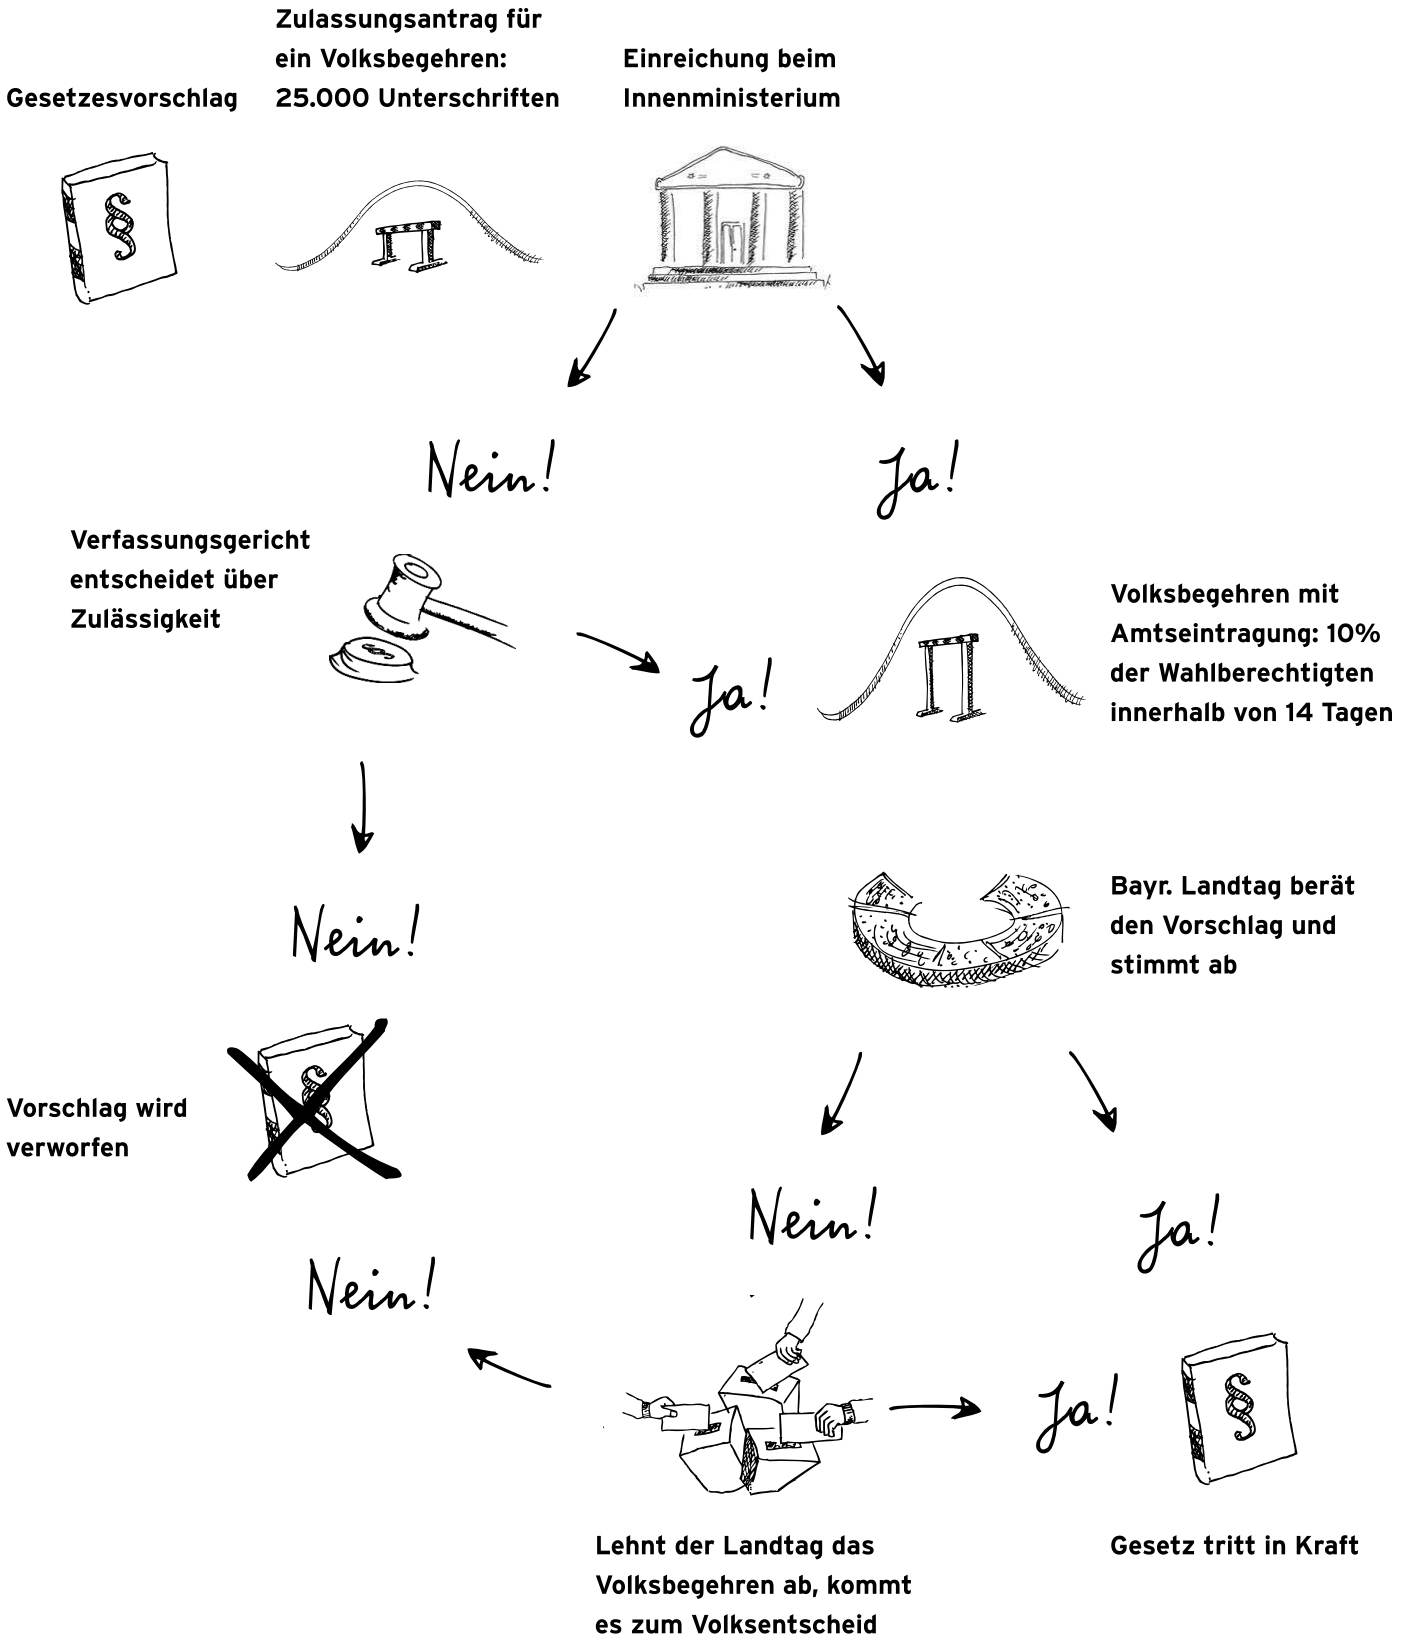 Gesetzesvorschlag
Zulassungsantrag für
ein Volksbegehren:
25.000 Unterschriften
Einreichung beim
Innenministerium
§
Nein!
Ja!
Verfassungsgericht
entscheidet über
Zulässigkeit
§
Ja!
Volksbegehren mit
Amtseintragung: 10%
der Wahlberechtigten
innerhalb von 14 Tagen
Nein!
Bayr. Landtag berät
den Vorschlag und
stimmt ab
Vorschlag wird
verworfen
§
Nein!
Ja!
Nein!
Ja!
§
Lehnt der Landtag das
Volksbegehren ab, kommt
es zum Volksentscheid
Gesetz tritt in Kraft